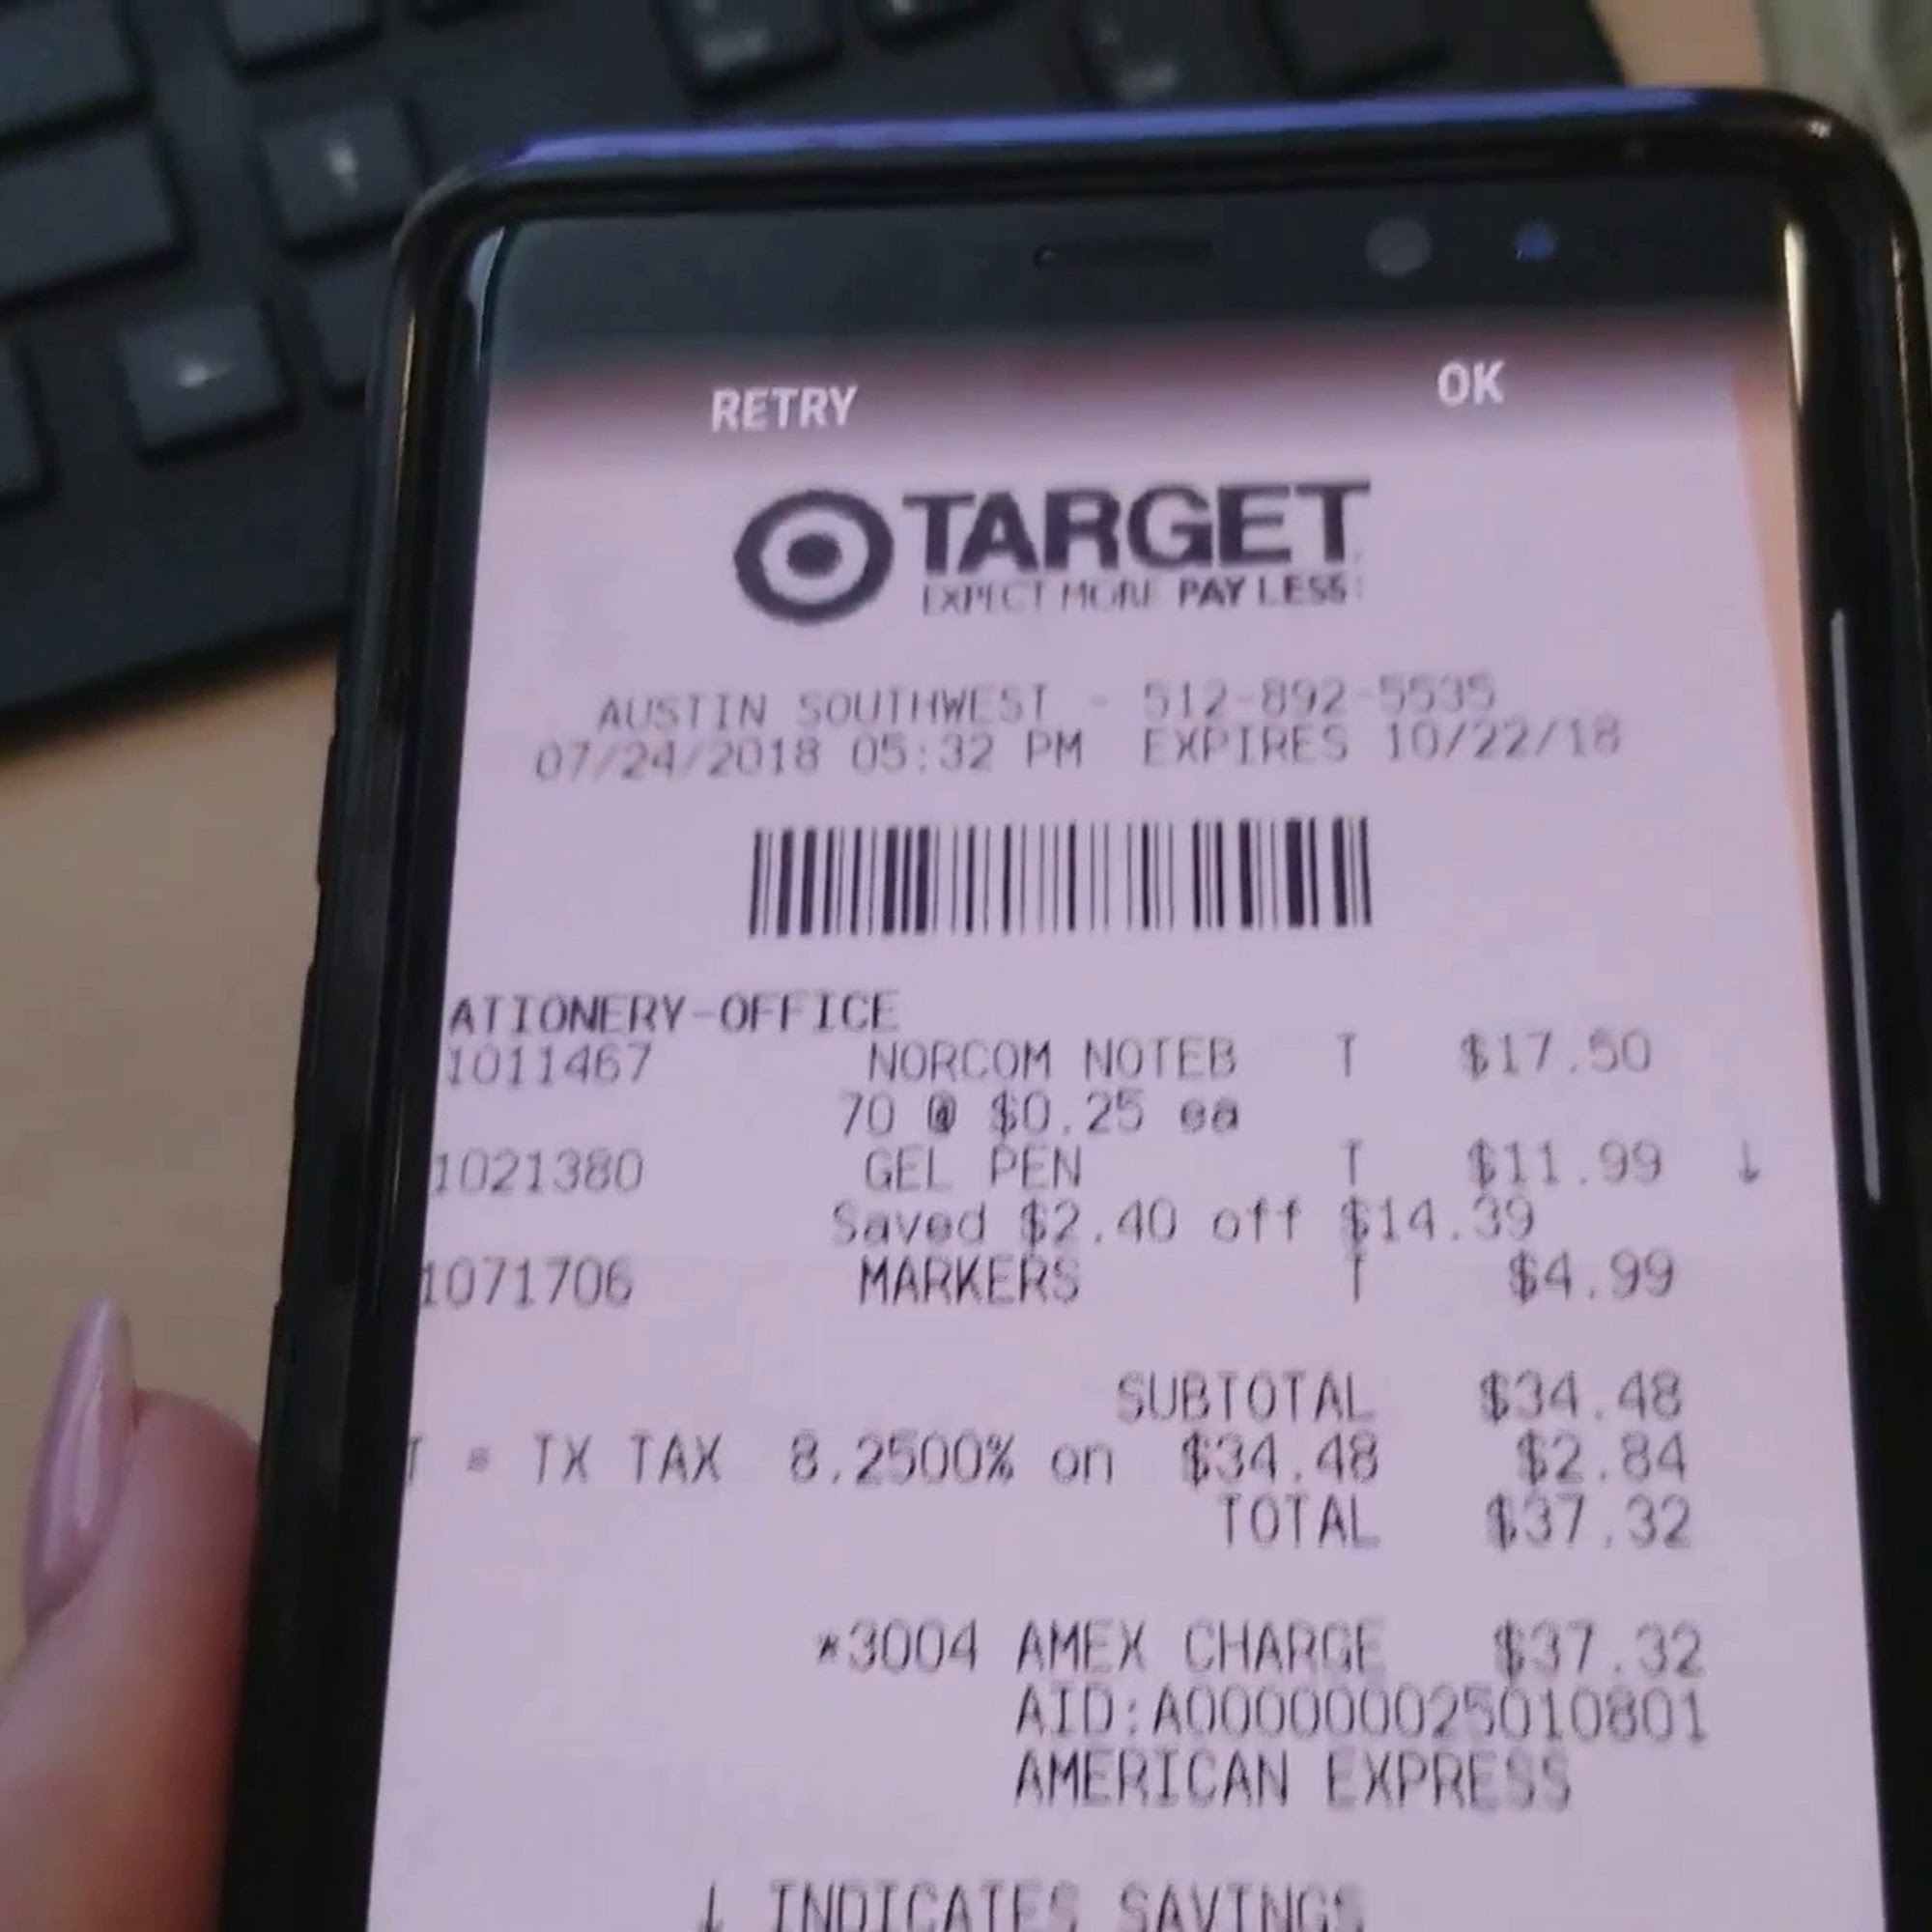 RETRY OK
TARGET
EXPECT MORE PAY LESS
AUSTIN SOUTHWEST - 512-892-5535
07/24/2018 05:32 PM EXPIRES 10/22/18
ATIONERY-OFFICE
1011467 NORCOM NOTEB T $17.50
70 @ $0.25 ea
1021380 GEL PEN T $11.99 ↓
Saved $2.40 off $14.39
1071706 MARKERS T $4.99
SUBTOTAL $34.48
T = TX TAX 8.2500% on $34.48 $2.84
TOTAL $37.32
*3004 AMEX CHARGE $37.32
AID:A000000025010801
AMERICAN EXPRESS
↓ INDICATES SAVINGS